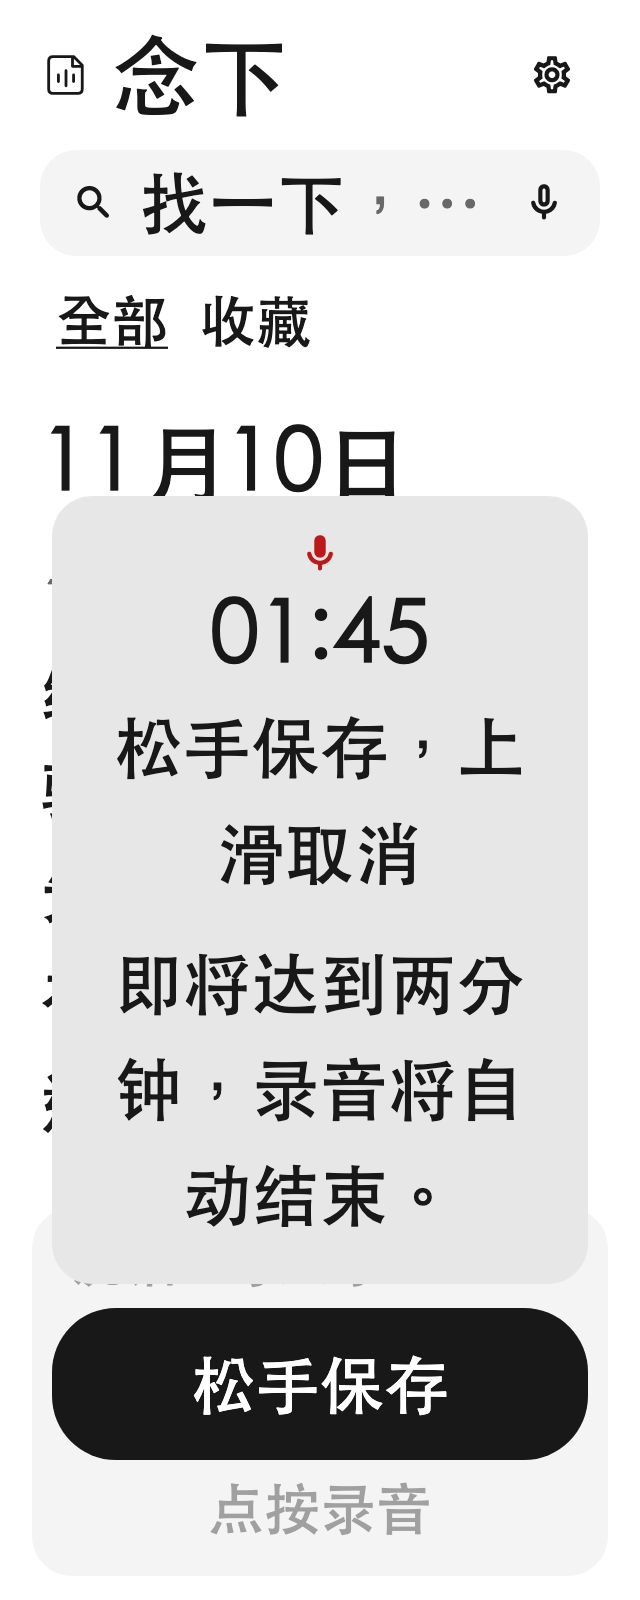 念下
找一下，…
全部 收藏
11月10日
01:45
松手保存，上
滑取消
即将达到两分
钟，录音将自
动结束。
松手保存
点按录音